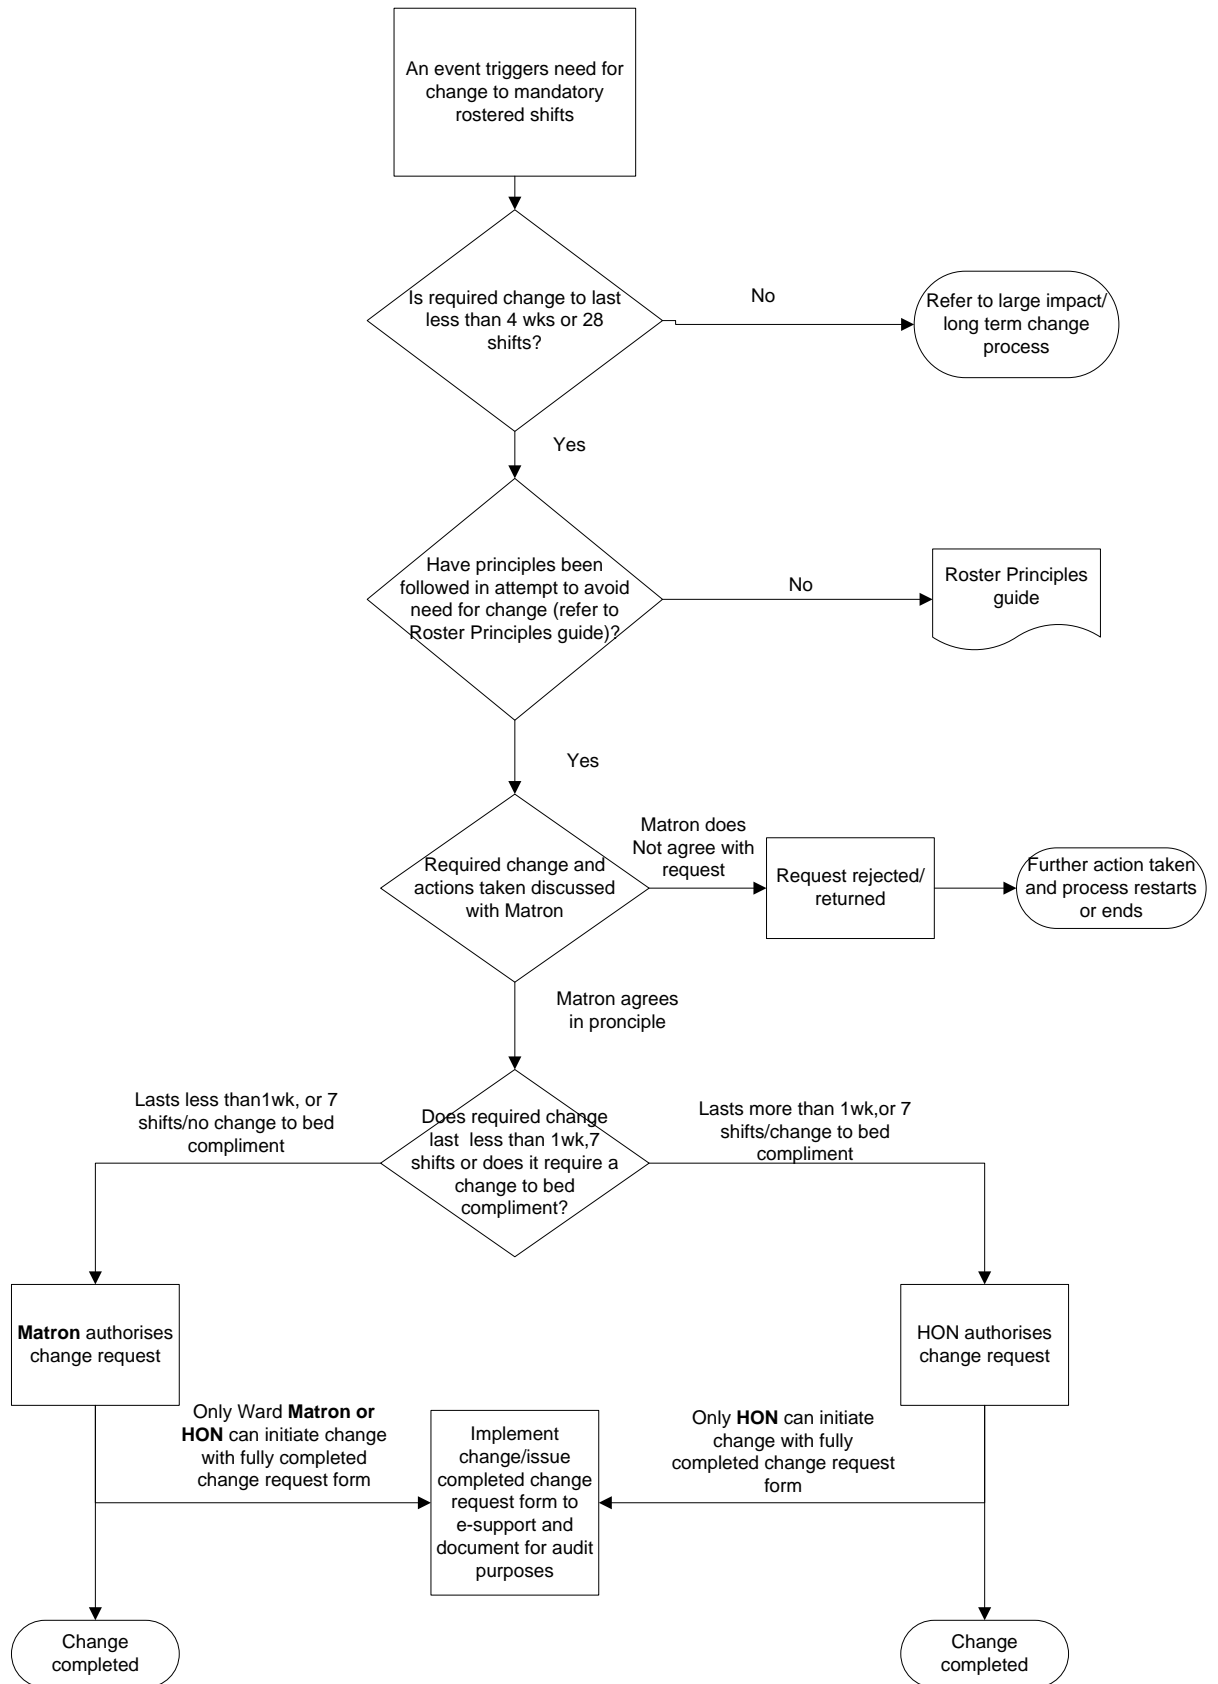 An event triggers need for
change to mandatory
rostered shifts
Is required change to last
less than 4 wks or 28
shifts?
No
Refer to large impact/
long term change
process
Yes
Have principles been
followed in attempt to avoid
need for change (refer to
Roster Principles guide)?
No
Roster Principles
guide
Yes
Required change and
actions taken discussed
with Matron
Matron does
Not agree with
request
Request rejected/
returned
Further action taken
and process restarts
or ends
Matron agrees
in pronciple
Lasts less than1wk, or 7
shifts/no change to bed
compliment
Does required change
last less than 1wk,7
shifts or does it require a
change to bed
compliment?
Lasts more than 1wk,or 7
shifts/change to bed
compliment
Matron authorises
change request
HON authorises
change request
Only Ward Matron or
HON can initiate change
with fully completed
change request form
Implement
change/issue
completed change
request form to
e-support and
document for audit
purposes
Only HON can initiate
change with fully
completed change request
form
Change
completed
Change
completed